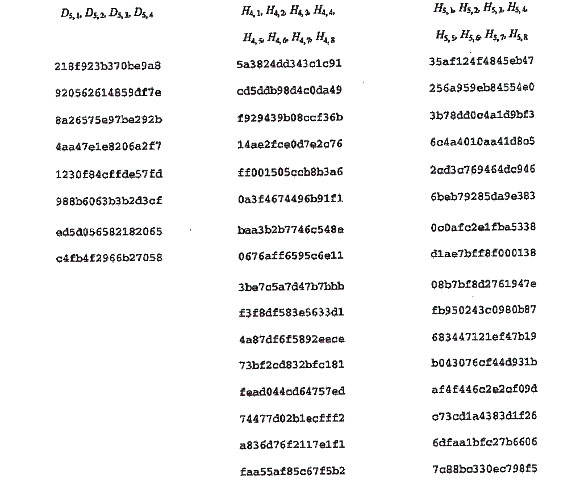 D5,1, D5,2, D5,3, D5,4
218f923b370be9a8
920562614859df7e
8a26575e97be292b
4aa47e1e8206a2f7
1230f84cffde57fd
988b6063b3b2d3cf
ed5d056582182065
c4fb4f2966b27058
H4,1, H4,2, H4,3, H4,4,
H4,5, H4,6, H4,7, H4,8
5a3824dd343c1c91
cd5ddb98d4c0da49
f929439b08ccf36b
14ae2fce0d7e2c76
ff001505ccb8b3a6
0a3f4674496b91f1
baa3b2b7746c548e
0676aff6595c6e11
3be7c5a7d47b7bbb
f3f8df583e5633d1
4a87df6f5892eece
73bf2cd832bfc181
fead044cd64757ed
74477d02b1ecfff2
a836d76f2117e1f1
faa55af85c67f5b2
H5,1, H5,2, H5,3, H5,4,
H5,5, H5,6, H5,7, H5,8
35af124f4845eb47
256a959eb84554e0
3b78dd0c4a1d9bf3
6c4a4010aa41d8c5
2cd3c769464dc946
6beb79285da9e383
0c0afc2e1fba5338
d1ae7bff8f000138
08b7bf8d2761947e
fb950243c0980b87
683447121ef47b19
b043076cf44d931b
af4f446c2e2cf09d
c73cd1a4383d1f26
6dfaa1bfc27b6606
7c88bc330ec798f5